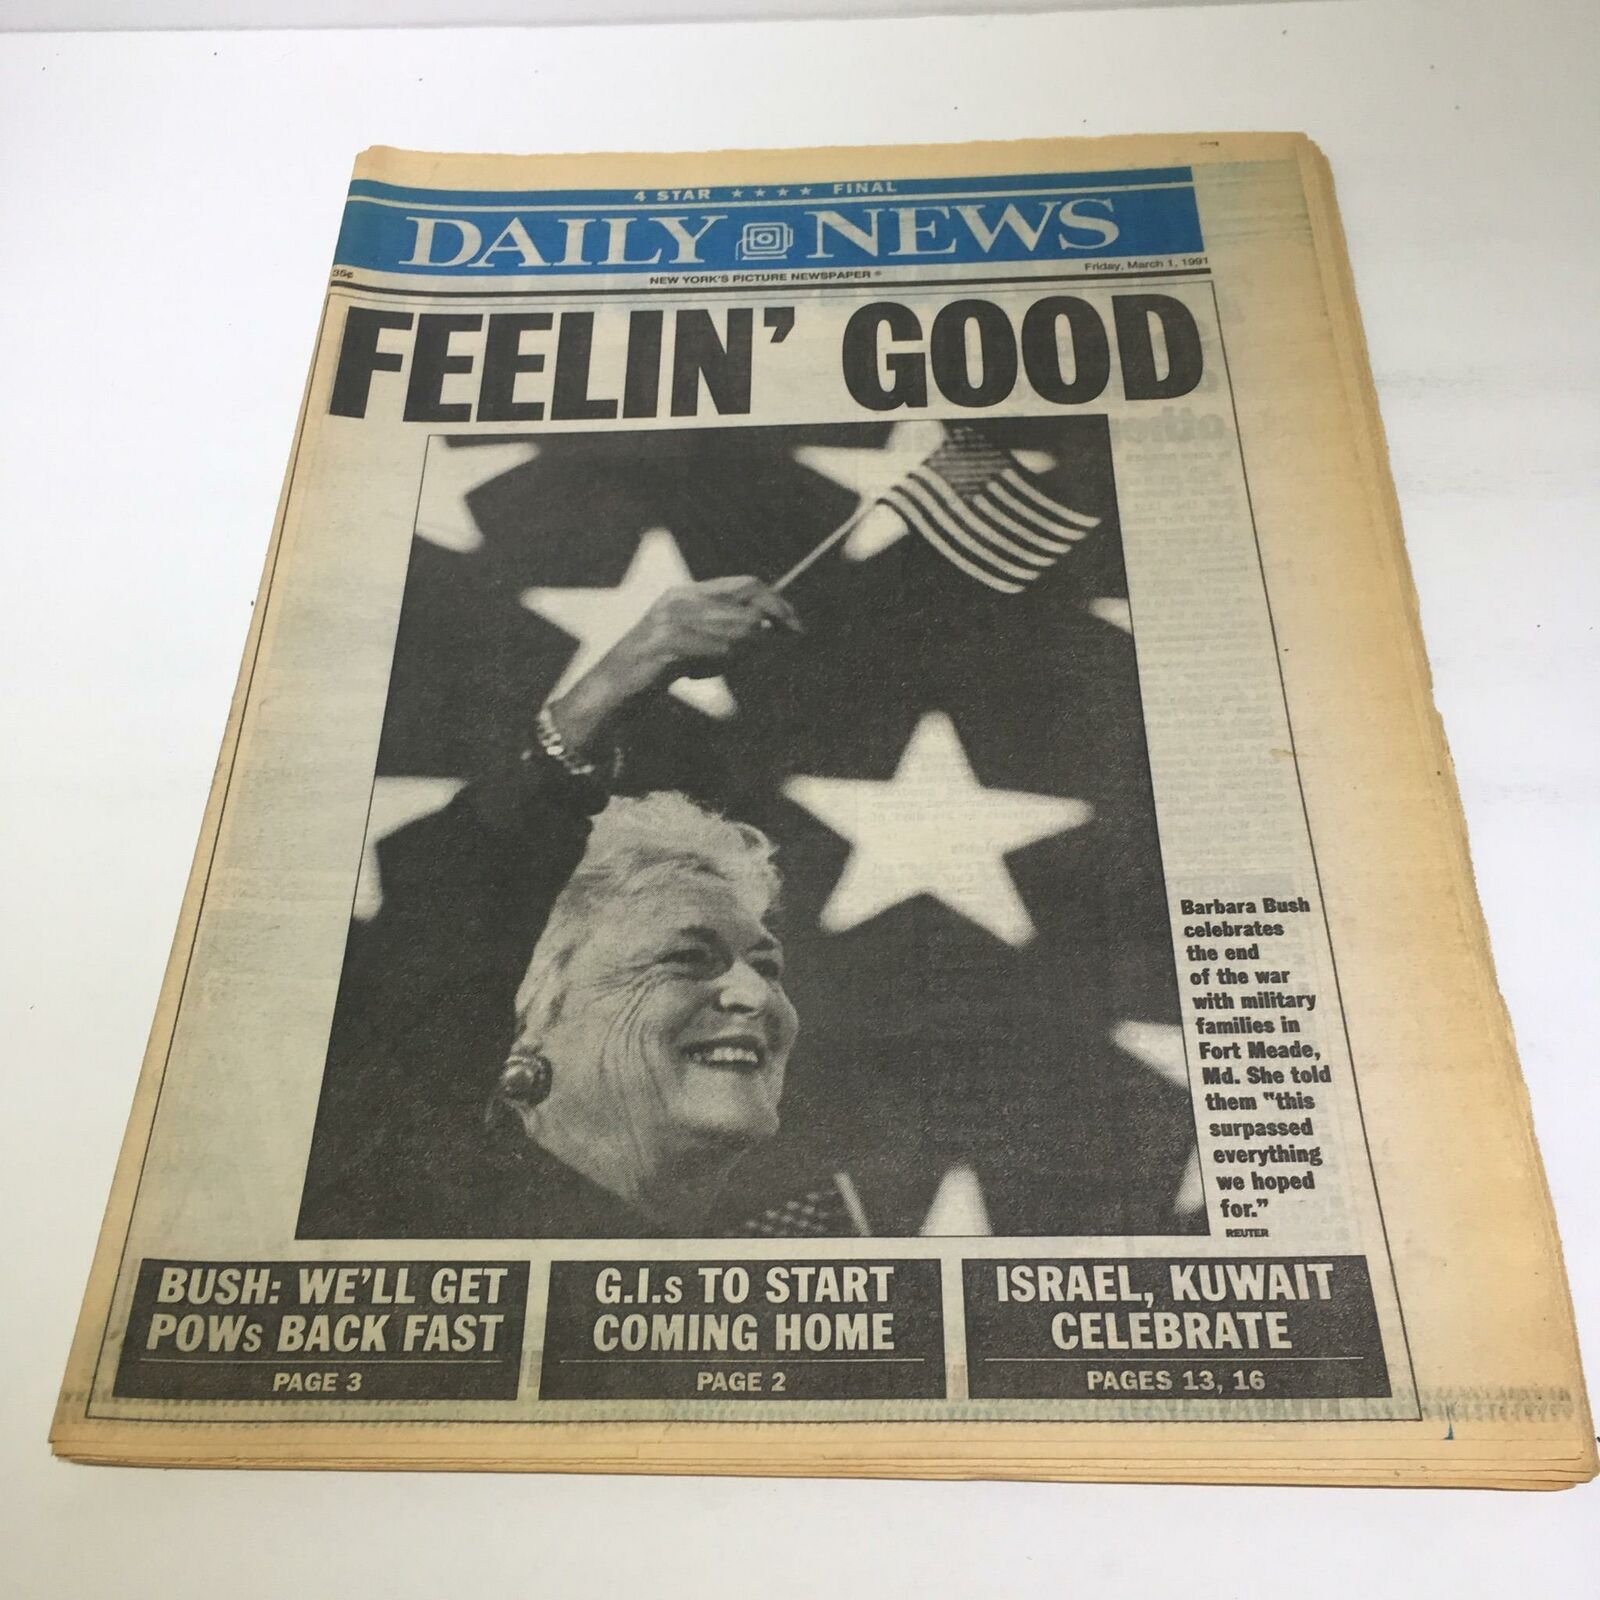 4 STAR ★ ★ ★ ★ FINAL
DAILY NEWS
35¢
NEW YORK'S PICTURE NEWSPAPER ®
Friday, March 1, 1991
FEELIN' GOOD
Barbara Bush
celebrates
the end
of the war
with military
families in
Fort Meade,
Md. She told
them "this
surpassed
everything
we hoped
for."
REUTER
BUSH: WE'LL GET
POWs BACK FAST
PAGE 3
G.I.s TO START
COMING HOME
PAGE 2
ISRAEL, KUWAIT
CELEBRATE
PAGES 13, 16